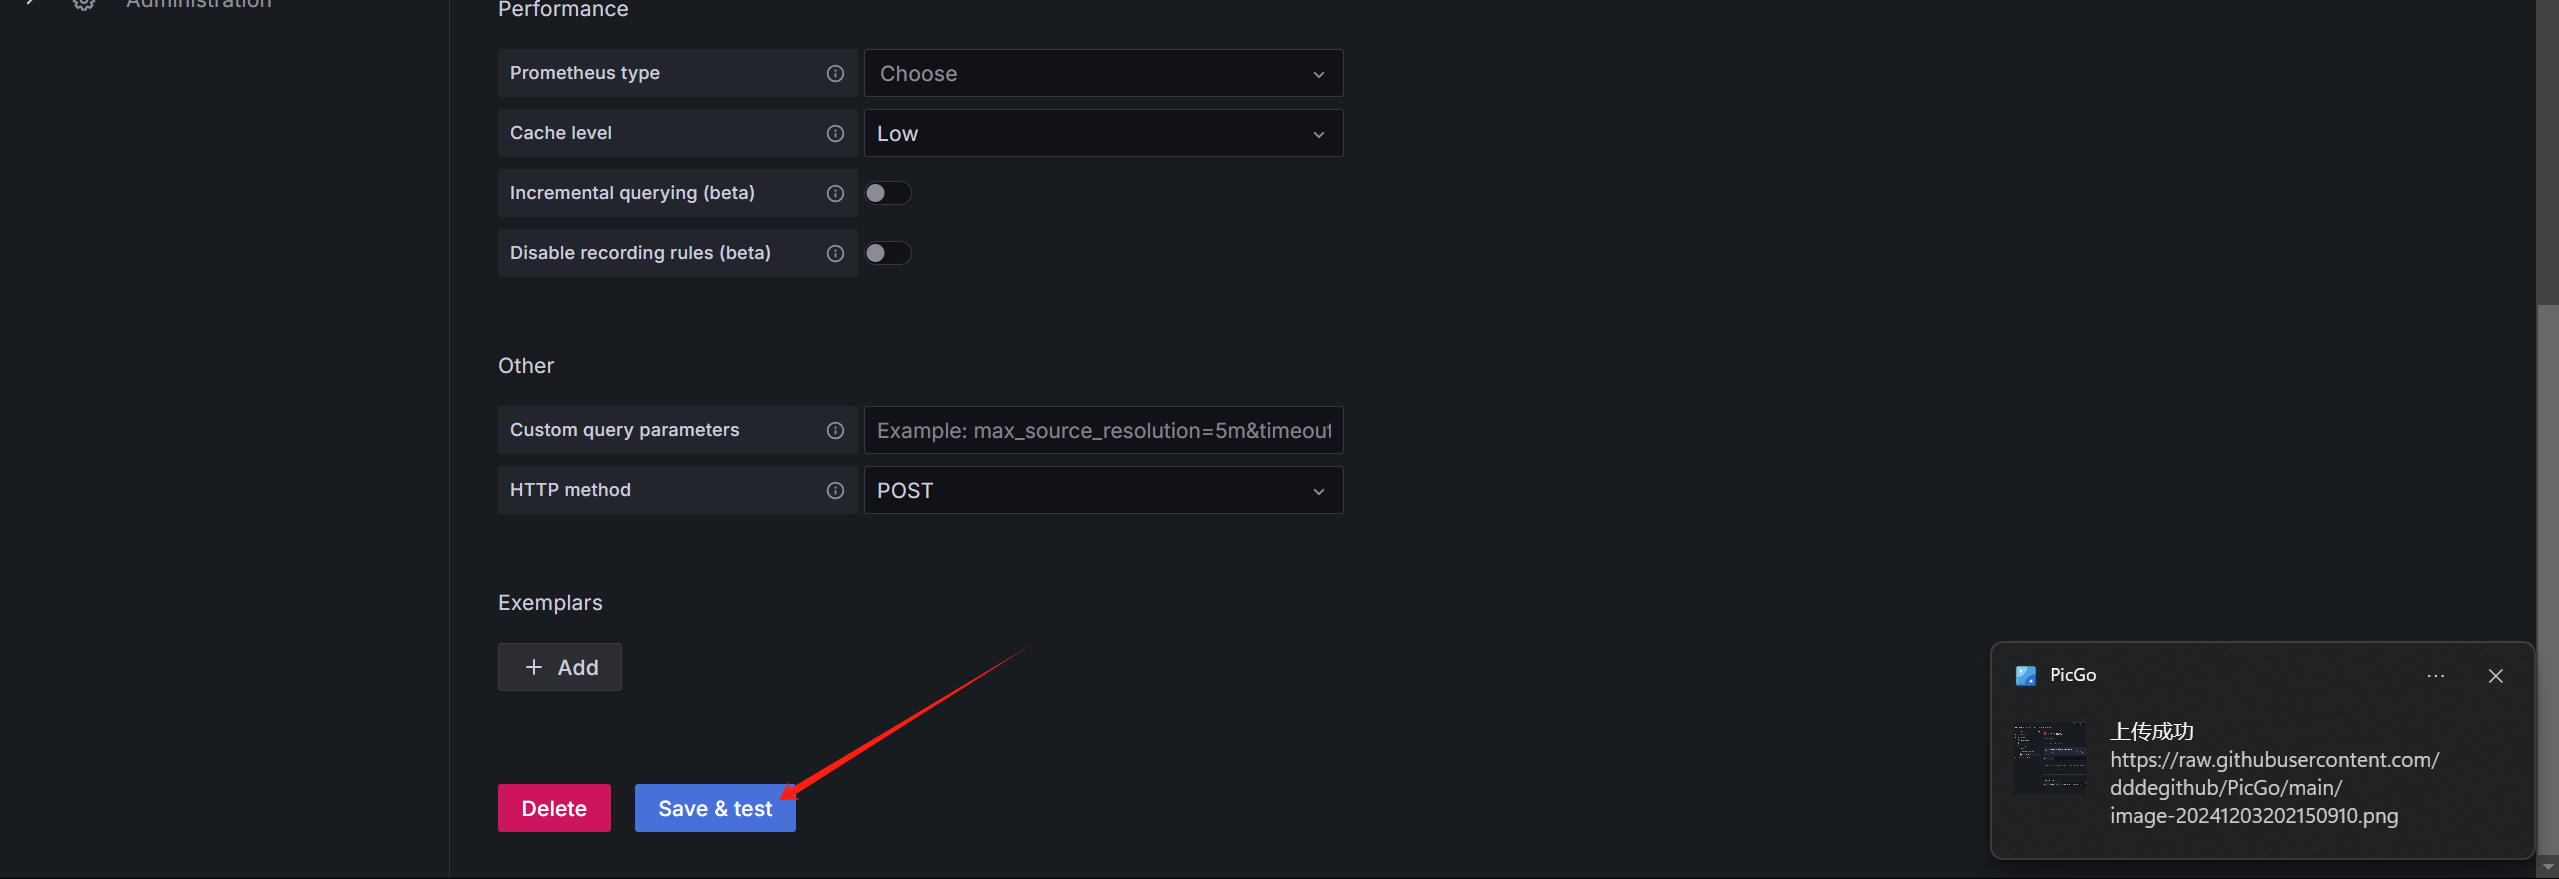 Administration
Performance
Prometheus type
Choose
Cache level
Low
Incremental querying (beta)
Disable recording rules (beta)
Other
Custom query parameters
Example: max_source_resolution=5m&timeout
HTTP method
POST
Exemplars
+ Add
Delete
Save & test
PicGo
上传成功
https://raw.githubusercontent.com/
dddegithub/PicGo/main/
image-20241203202150910.png